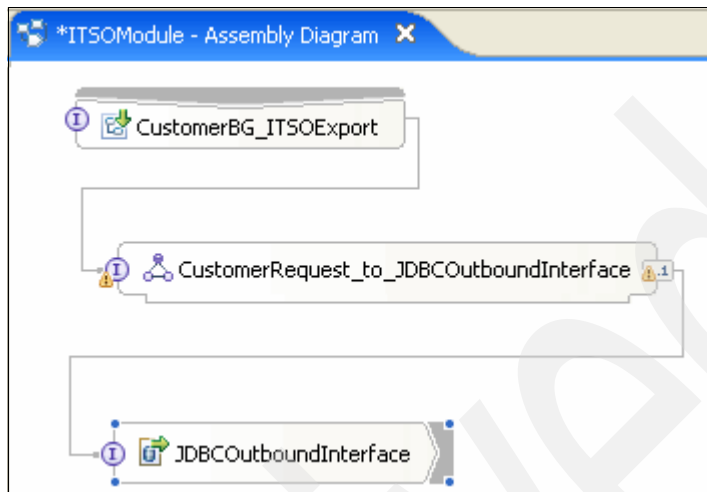 *ITSOModule - Assembly Diagram
I CustomerBG_ITSOExport
I CustomerRequest_to_JDBCOutboundInterface .1
I JDBCOutboundInterface